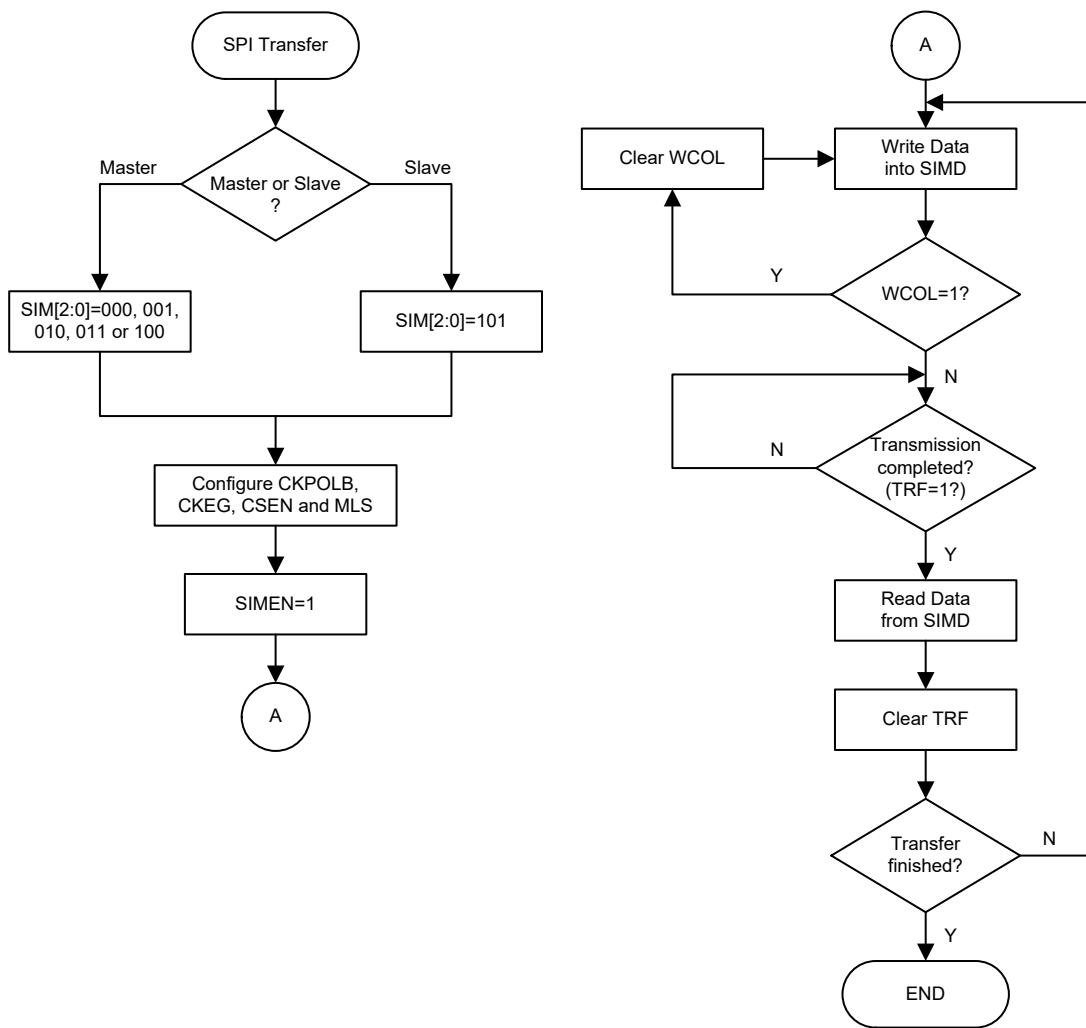 SPI Transfer
Master
Slave
Master or Slave
?
SIM[2:0]=000, 001,
010, 011 or 100
SIM[2:0]=101
Configure CKPOLB,
CKEG, CSEN and MLS
SIMEN=1
A
A
Clear WCOL
Write Data
into SIMD
Y
WCOL=1?
N
N
Transmission
completed?
(TRF=1?)
Y
Read Data
from SIMD
Clear TRF
Transfer
finished?
N
Y
END